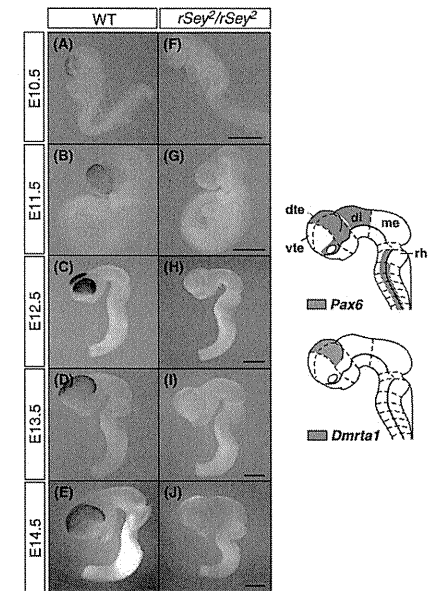 WT rSey²/rSey²
E10.5
(A) (F)
E11.5
(B) (G)
E12.5
(C) (H)
E13.5
(D) (I)
E14.5
(E) (J)
dte
di
me
vte
rh
Pax6
Dmrta1